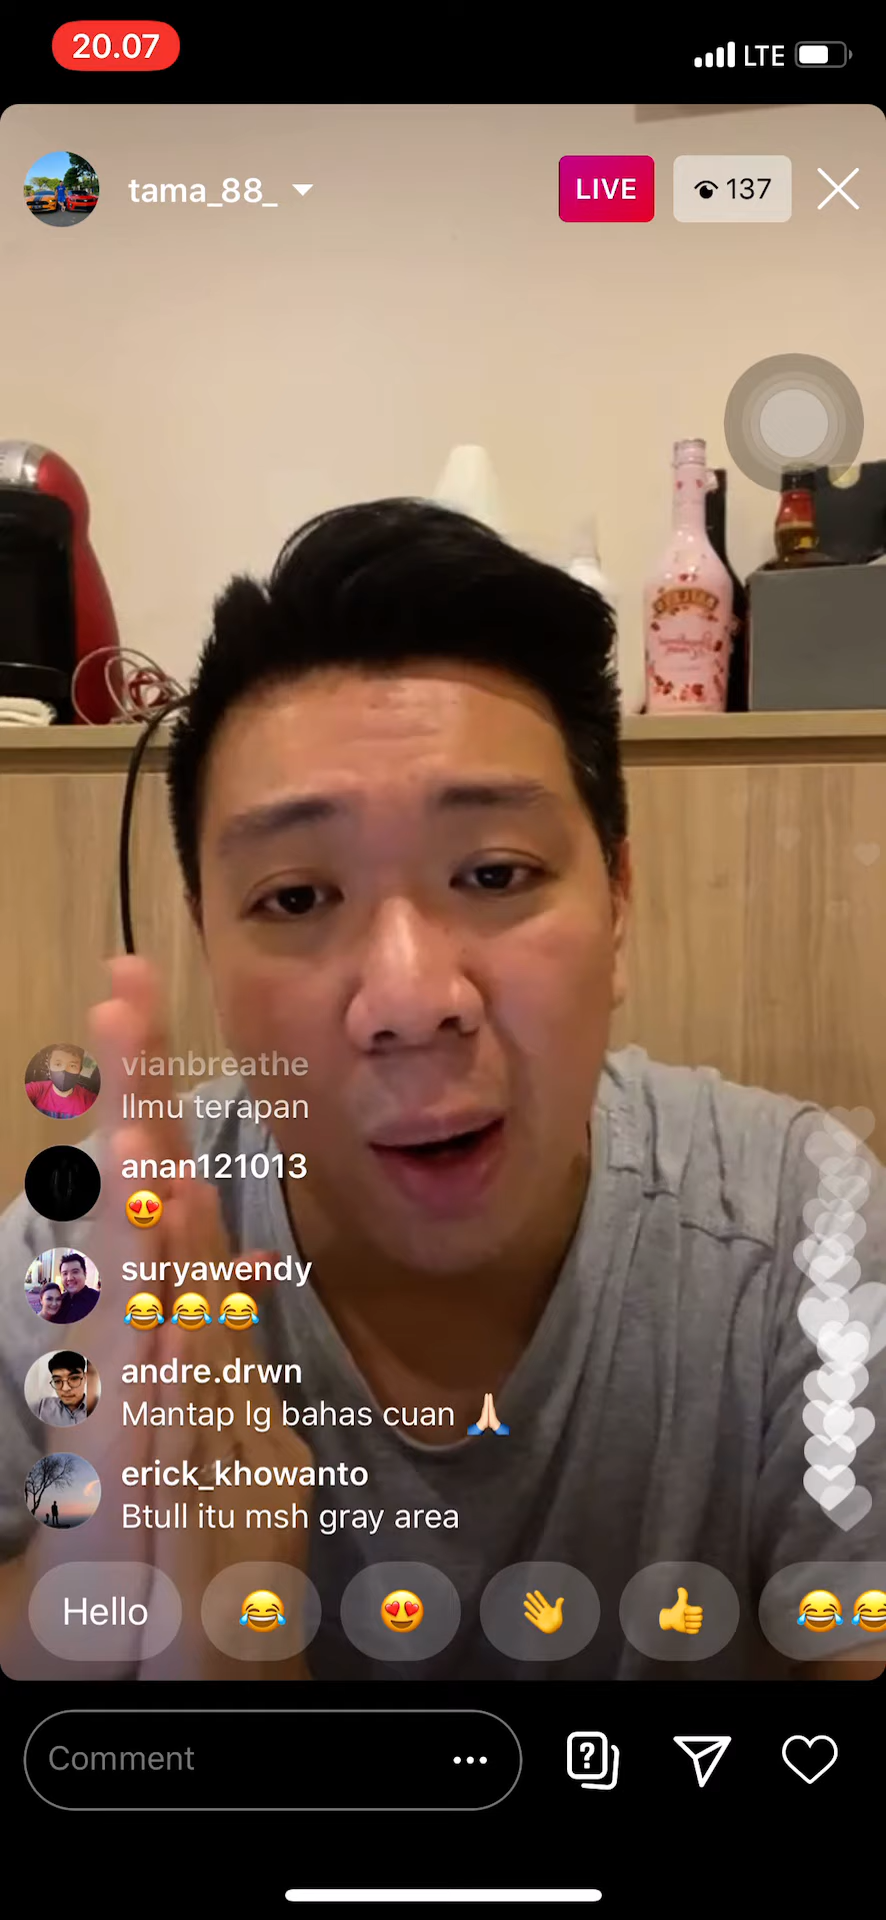 20.07
LTE
tama_88_
LIVE
137
vianbreathe
Ilmu terapan
anan121013
😍
suryawendy
😂😂😂
andre.drwn
Mantap lg bahas cuan 🙏🏻
erick_khowanto
Btull itu msh gray area
Hello 😂 😍 👋 👍 😂😂
Comment